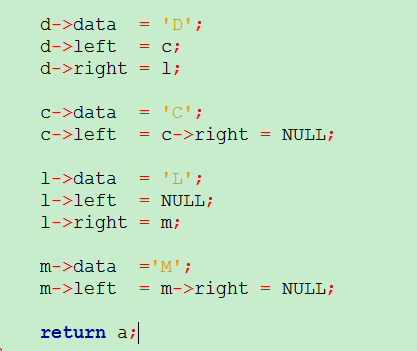 d->data  = 'D';
d->left  = c;
d->right = l;
c->data  = 'C';
c->left  = c->right = NULL;
l->data  = 'L';
l->left  = NULL;
l->right = m;
m->data  ='M';
m->left  = m->right = NULL;
return a;